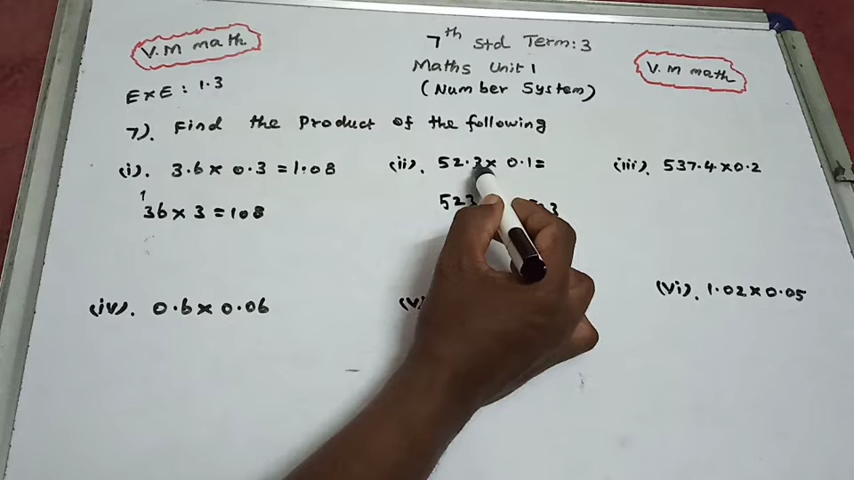 V.M math
7th Std Term: 3
Maths Unit 1
V.M math
EXE: 1.3
(Number System)
7). Find the Product of the following
(i). 3.6 × 0.3 = 1.08
(ii). 52.3 × 0.1 =
(iii). 537.4 × 0.2
36 × 3 = 108
523
(iv). 0.6 × 0.06
(vi). 1.02 × 0.05